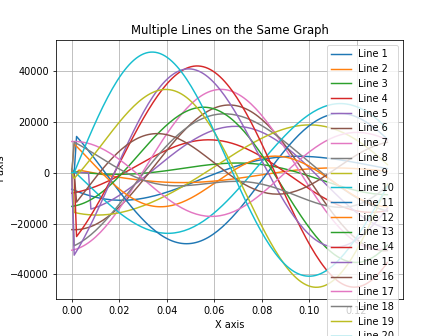 Multiple Lines on the Same Graph
40000
20000
0
−20000
−40000
0.00
0.02
0.04
0.06
0.08
0.10
X axis
Line 1
Line 2
Line 3
Line 4
Line 5
Line 6
Line 7
Line 8
Line 9
Line 10
Line 11
Line 12
Line 13
Line 14
Line 15
Line 16
Line 17
Line 18
Line 19
Line 20